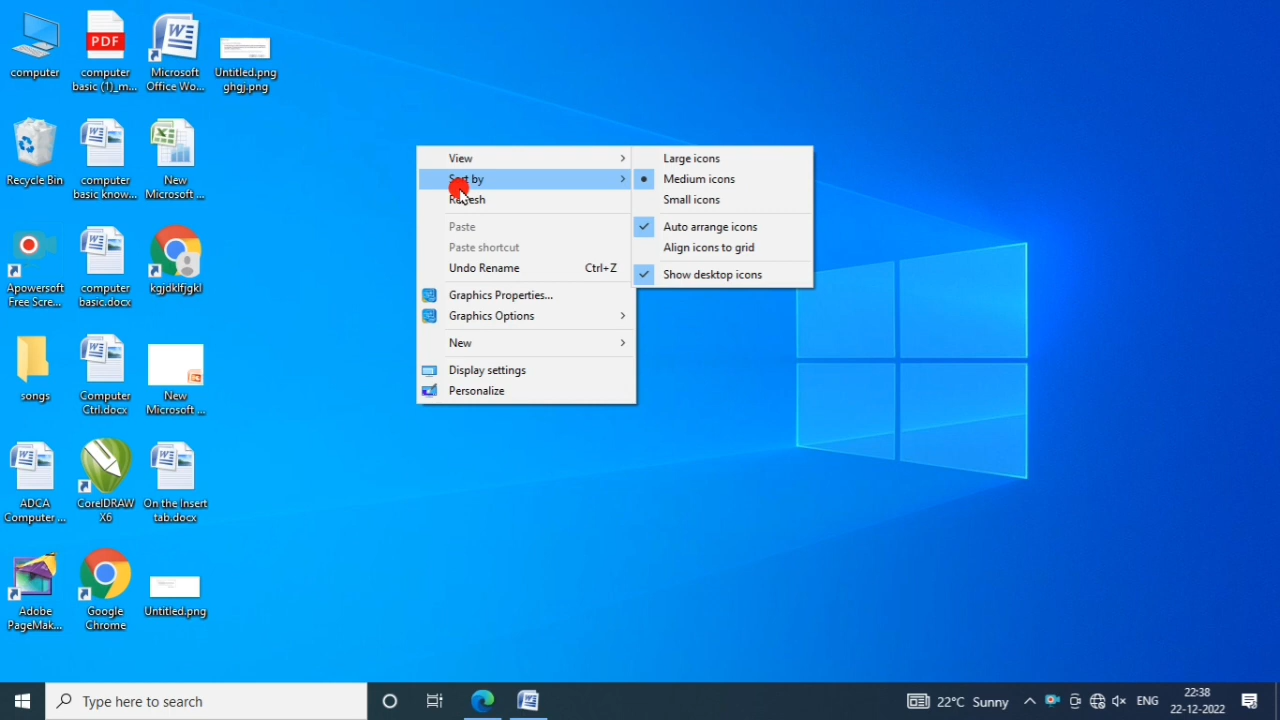 computer
PDF
computer
basic (1)_m...
Microsoft
Office Wo...
Untitled.png
ghgj.png
Recycle Bin
computer
basic know...
New
Microsoft ...
Apowersoft
Free Scre...
computer
basic.docx
kgjdklfjgkl
songs
Computer
Ctrl.docx
New
Microsoft ...
ADCA
Computer ...
CorelDRAW
X6
On the Insert
tab.docx
Adobe
PageMak...
Google
Chrome
Untitled.png
View
Sort by
Refresh
Paste
Paste shortcut
Undo Rename Ctrl+Z
Graphics Properties...
Graphics Options
New
Display settings
Personalize
Large icons
Medium icons
Small icons
Auto arrange icons
Align icons to grid
Show desktop icons
Type here to search
22°C Sunny
ENG
22:38
22-12-2022